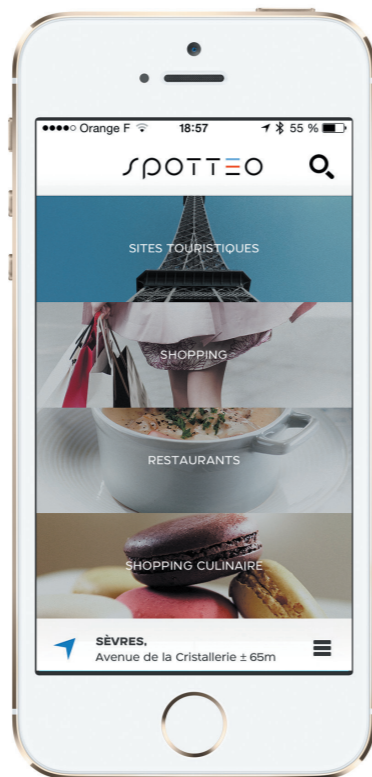 ●●●●○ Orange F 18:57 55 %
SPOTTEO
SITES TOURISTIQUES
SHOPPING
RESTAURANTS
SHOPPING CULINAIRE
SÈVRES,
Avenue de la Cristallerie ± 65m